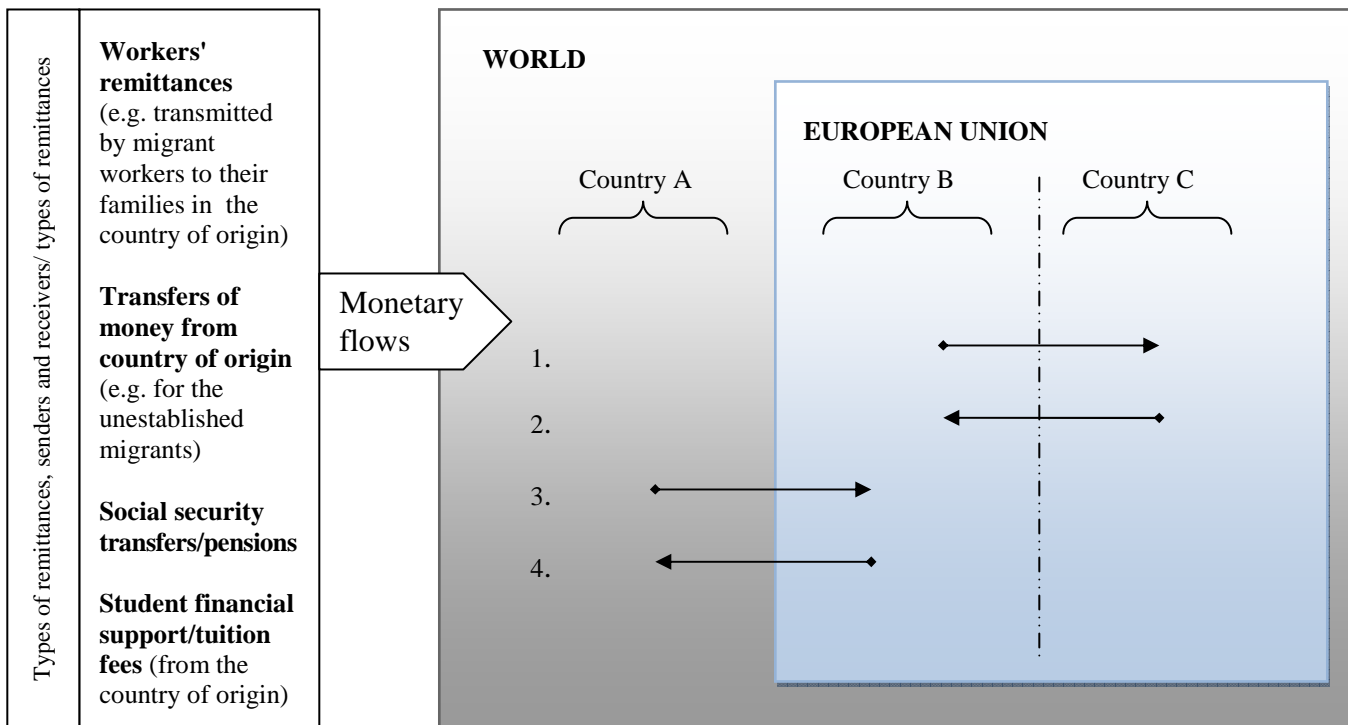 Types of remittances, senders and receivers/ types of remittances
Workers'
remittances
(e.g. transmitted
by migrant
workers to their
families in the
country of origin)
Transfers of
money from
country of origin
(e.g. for the
unestablished
migrants)
Social security
transfers/pensions
Student financial
support/tuition
fees (from the
country of origin)
Monetary
flows
WORLD
EUROPEAN UNION
Country A
Country B
Country C
1.
2.
3.
4.